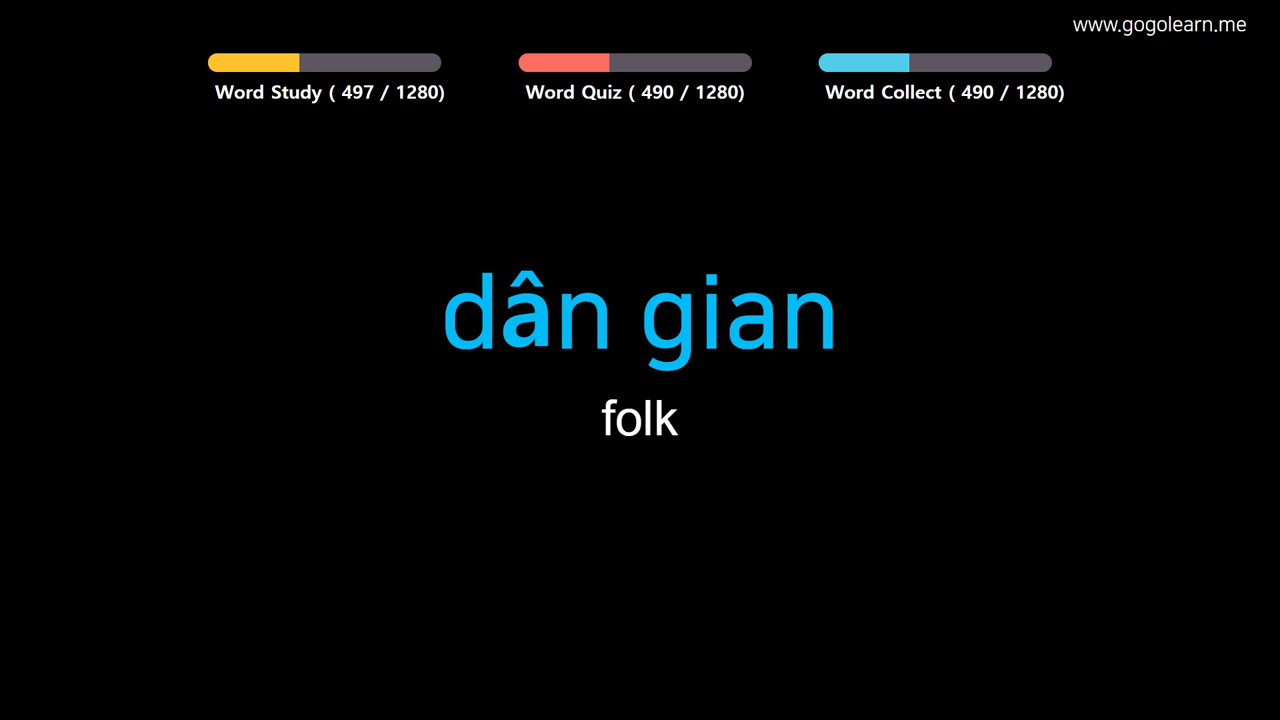 www.gogolearn.me
Word Study ( 497 / 1280)
Word Quiz ( 490 / 1280)
Word Collect ( 490 / 1280)
dân gian
folk